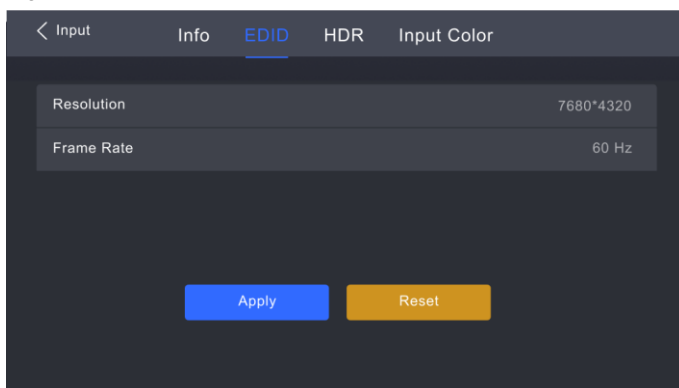 Input Info EDID HDR Input Color
Resolution 7680*4320
Frame Rate 60 Hz
Apply Reset